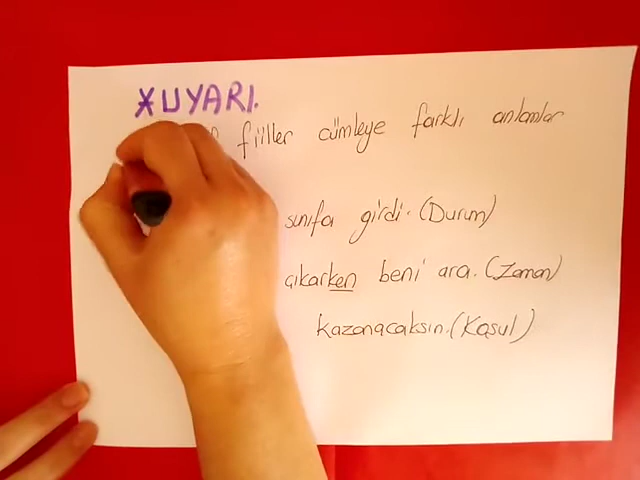 *UYARI.
fiiller cümleye farklı anlamlar
sınıfa girdi. (Durum)
çıkarken beni ara. (Zaman)
kazanacaksın. (Koşul)